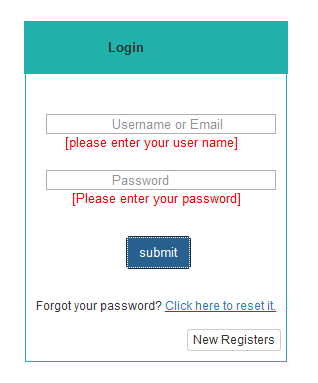 Login
Username or Email
[please enter your user name]
Password
[Please enter your password]
submit
Forgot your password? Click here to reset it.
New Registers